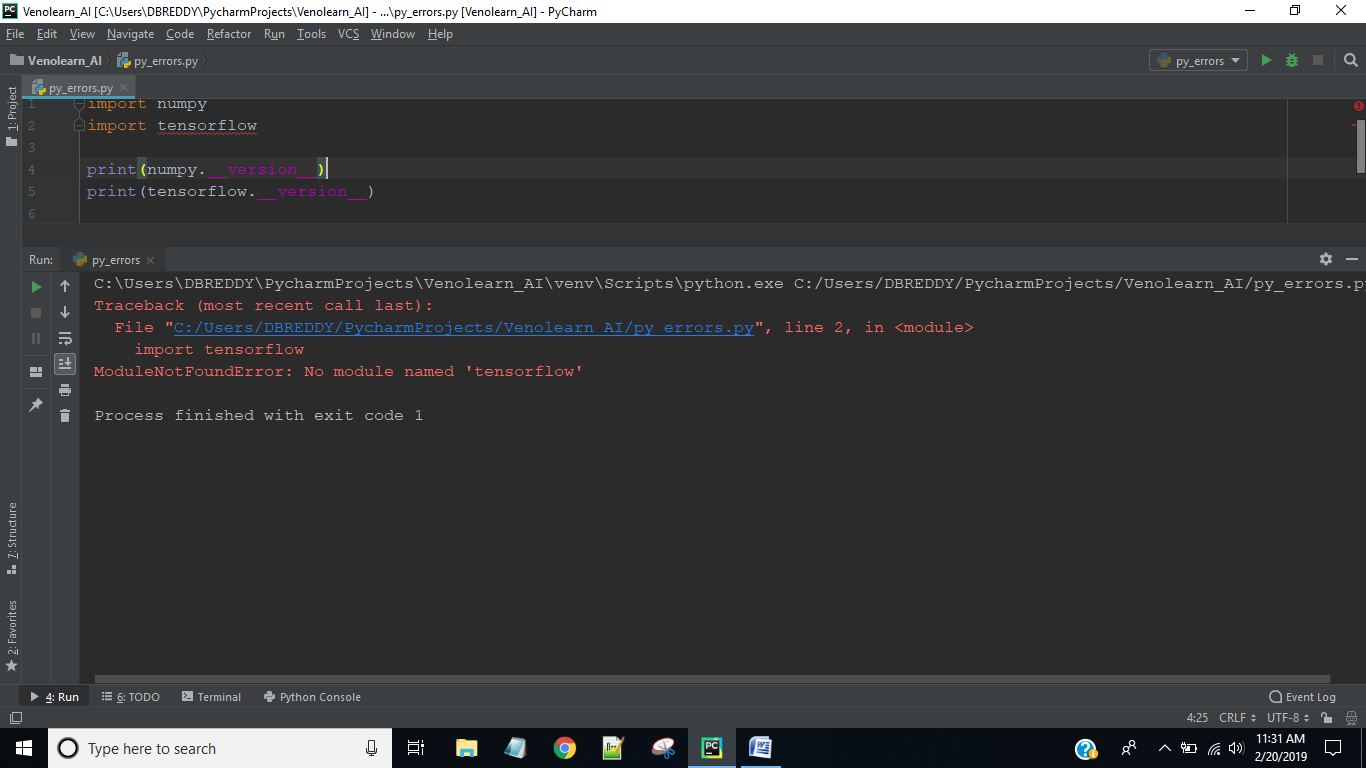 Venolearn_AI [C:\Users\DBREDDY\PycharmProjects\Venolearn_AI] - ...\py_errors.py [Venolearn_AI] - PyCharm
File Edit View Navigate Code Refactor Run Tools VCS Window Help
Venolearn_AI py_errors.py py_errors
py_errors.py
1: Project
1 import numpy
2 import tensorflow
3
4 print(numpy.__version__)
5 print(tensorflow.__version__)
6
Run: py_errors
C:\Users\DBREDDY\PycharmProjects\Venolearn_AI\venv\Scripts\python.exe C:/Users/DBREDDY/PycharmProjects/Venolearn_AI/py_errors.py
Traceback (most recent call last):
File "C:/Users/DBREDDY/PycharmProjects/Venolearn_AI/py_errors.py", line 2, in <module>
import tensorflow
ModuleNotFoundError: No module named 'tensorflow'
Process finished with exit code 1
7: Structure
2: Favorites
4: Run 6: TODO Terminal Python Console Event Log
4:25 CRLF UTF-8
Type here to search
11:31 AM
2/20/2019